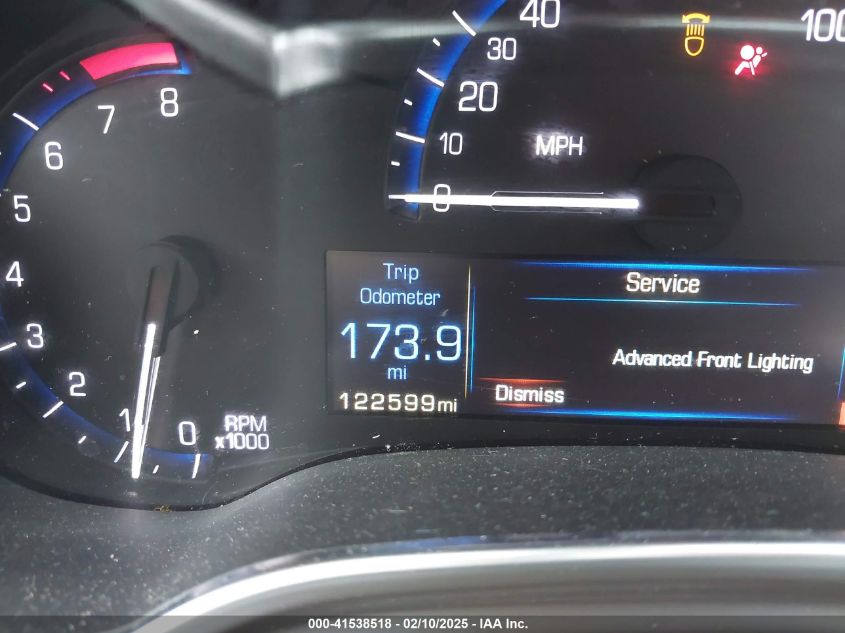 40
100
30
20
10
MPH
0
8
7
6
5
4
3
2
1
0
RPM
x1000
Trip
Odometer
173.9
mi
122599mi
Service
Advanced Front Lighting
Dismiss
000-41538518 - 02/10/2025 - IAA Inc.